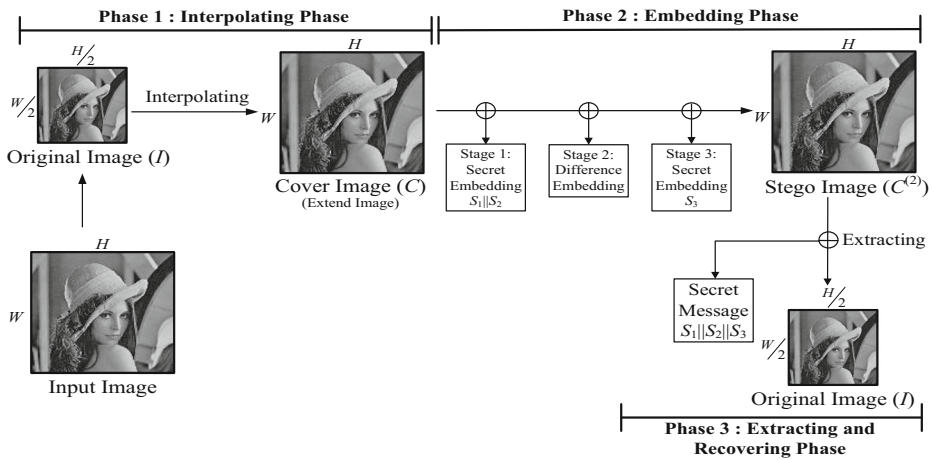 Phase 1 : Interpolating Phase
Phase 2 : Embedding Phase
H/2
W/2
Original Image (I)
Interpolating
H
W
Cover Image (C)
(Extend Image)
Stage 1:
Secret
Embedding
S1||S2
Stage 2:
Difference
Embedding
Stage 3:
Secret
Embedding
S3
H
W
Stego Image (C(2))
H
W
Input Image
Extracting
Secret
Message
S1||S2||S3
H/2
W/2
Original Image (I)
Phase 3 : Extracting and
Recovering Phase